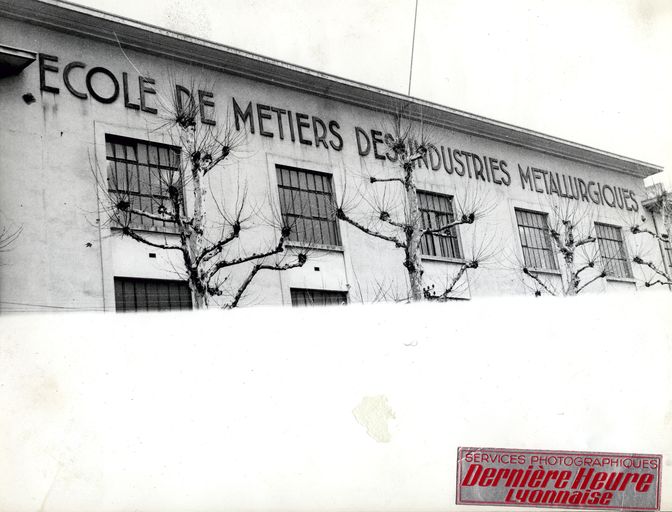 ECOLE DE METIERS DES INDUSTRIES METALLURGIQUES
SERVICES PHOTOGRAPHIQUES
Dernière Heure
Lyonnaise